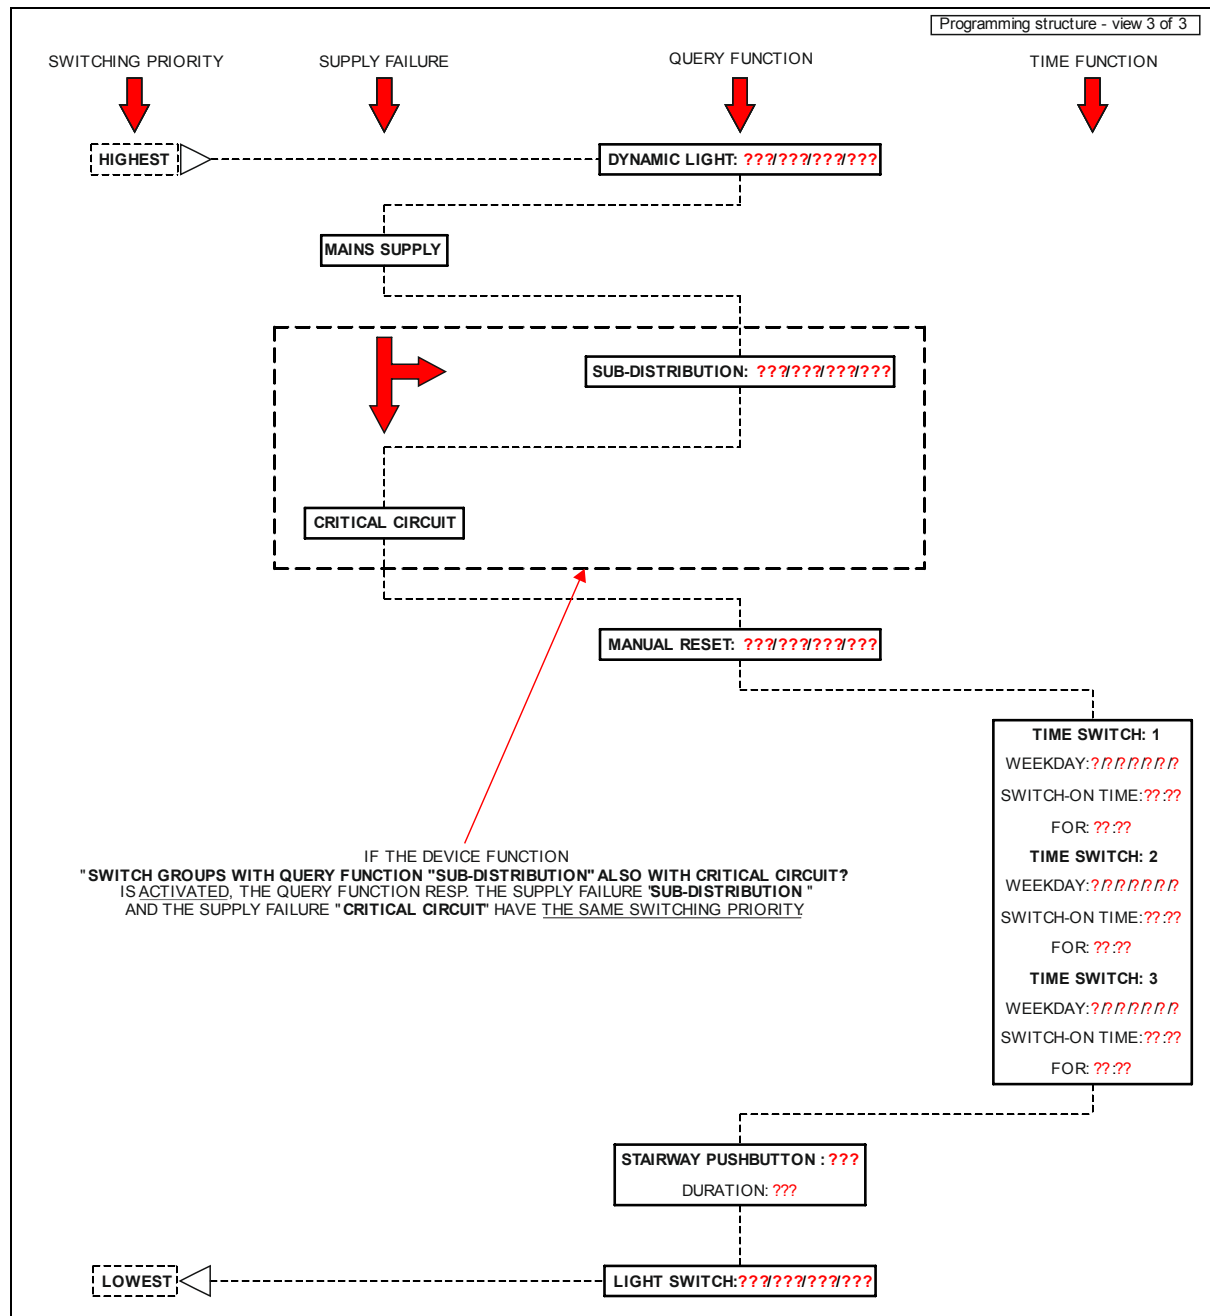 Programming structure - view 3 of 3
SWITCHING PRIORITY
SUPPLY FAILURE
QUERY FUNCTION
TIME FUNCTION
HIGHEST
DYNAMIC LIGHT: ???/???/???/???
MAINS SUPPLY
SUB-DISTRIBUTION: ???/???/???/???
CRITICAL CIRCUIT
MANUAL RESET: ???/???/???/???
TIME SWITCH: 1
WEEKDAY:?/?/?/?/?/?/?
SWITCH-ON TIME:??:??
FOR: ??:??
TIME SWITCH: 2
WEEKDAY:?/?/?/?/?/?/?
SWITCH-ON TIME:??:??
FOR: ??:??
TIME SWITCH: 3
WEEKDAY:?/?/?/?/?/?/?
SWITCH-ON TIME:??:??
FOR: ??:??
IF THE DEVICE FUNCTION
"SWITCH GROUPS WITH QUERY FUNCTION "SUB-DISTRIBUTION" ALSO WITH CRITICAL CIRCUIT?
IS ACTIVATED, THE QUERY FUNCTION RESP. THE SUPPLY FAILURE "SUB-DISTRIBUTION "
AND THE SUPPLY FAILURE "CRITICAL CIRCUIT" HAVE THE SAME SWITCHING PRIORITY
STAIRWAY PUSHBUTTON : ???
DURATION: ???
LOWEST
LIGHT SWITCH:???/???/???/???